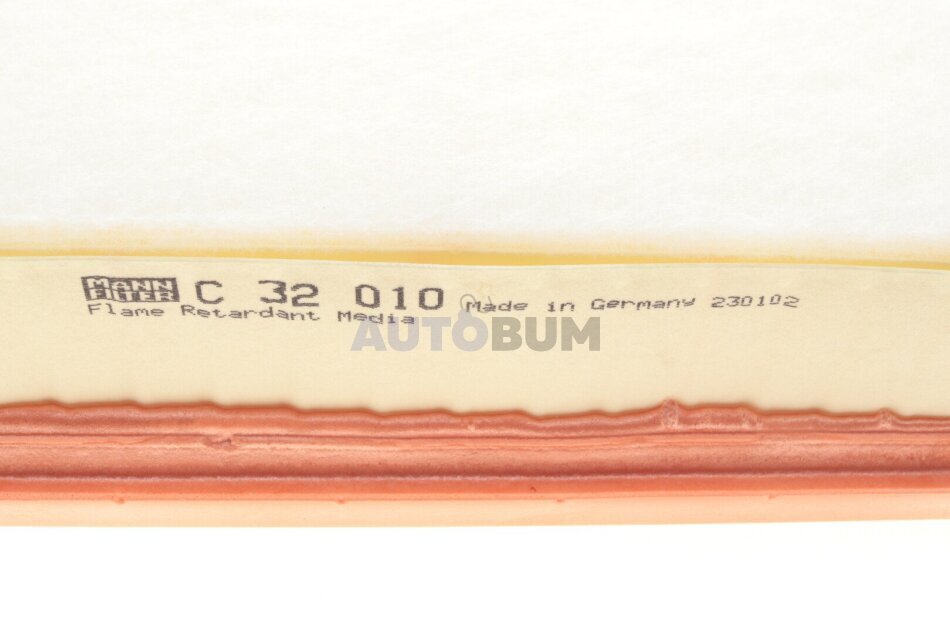 MANN FILTER C 32 010 Made in Germany 230102
Flame Retardant Media
AUTOBUM